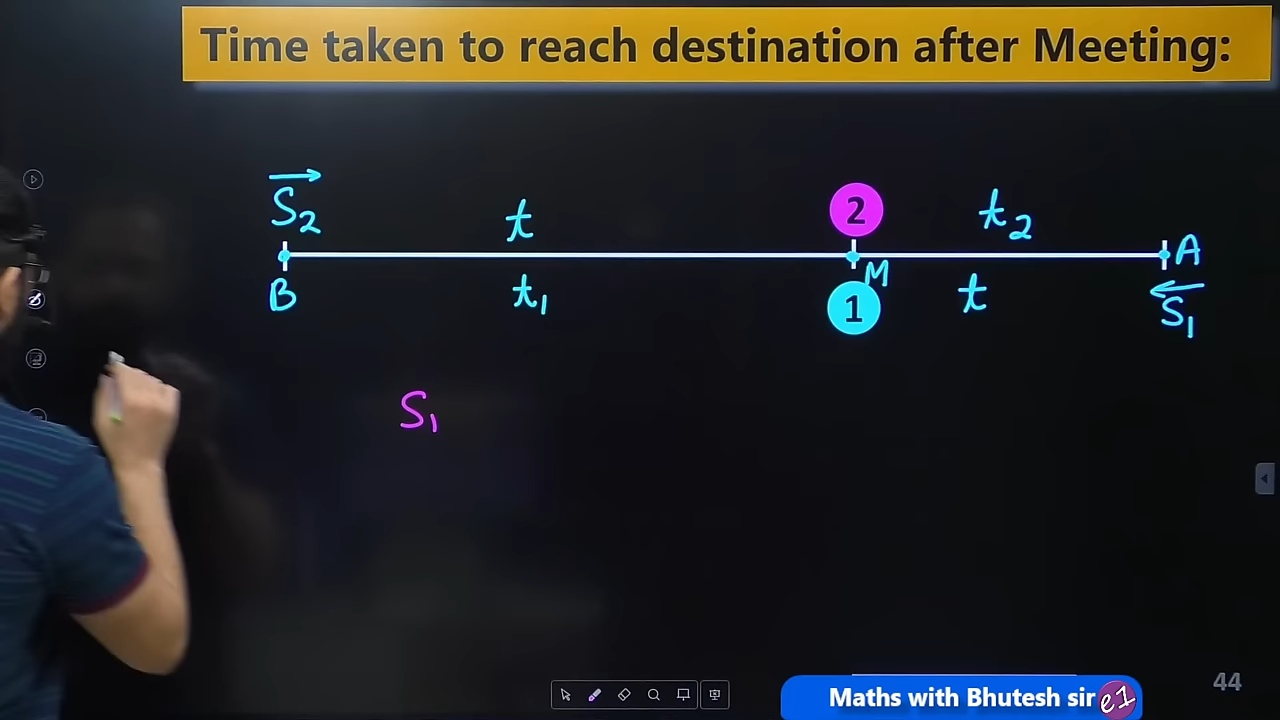 Time taken to reach destination after Meeting:
S2 t 2 t2
B t1 M 1 t A
S1
S1
Maths with Bhutesh sir e1
44